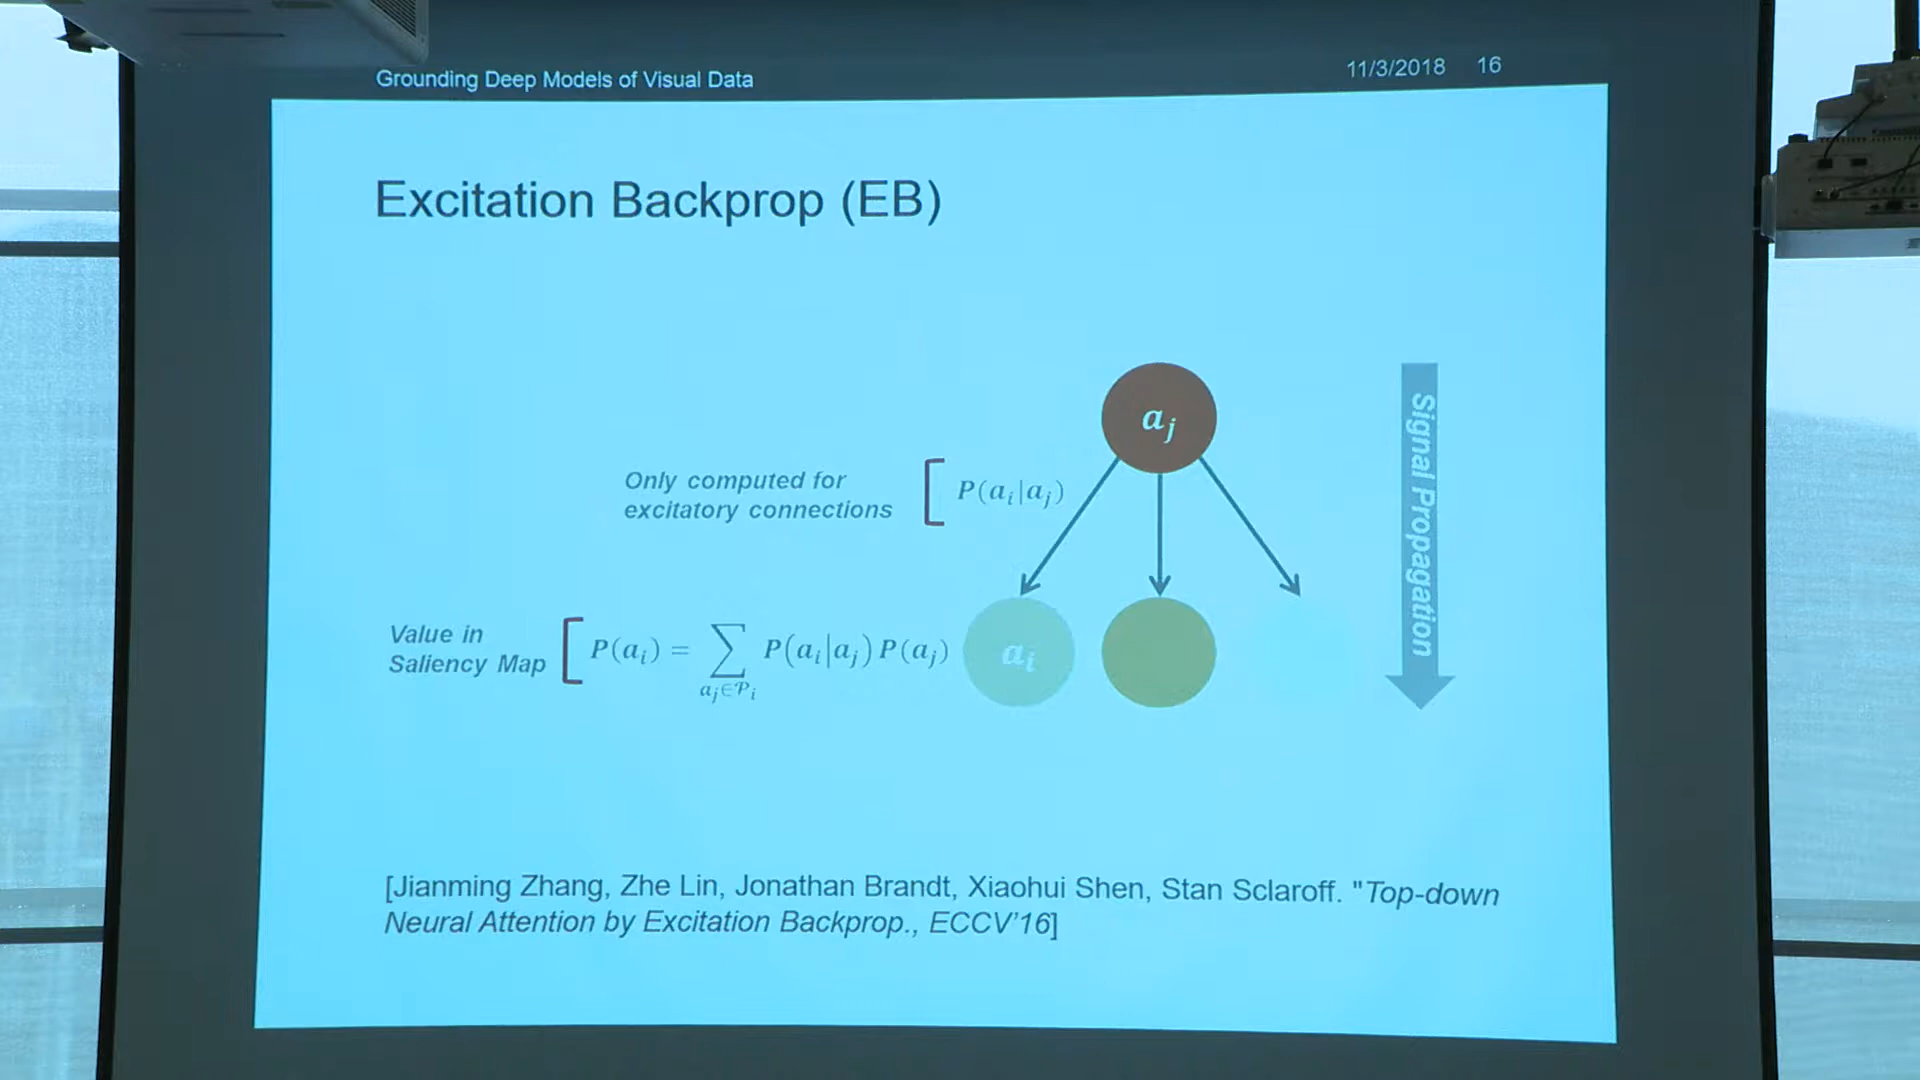 Grounding Deep Models of Visual Data
11/3/2018 16
Excitation Backprop (EB)
a_j
Only computed for
excitatory connections
P(a_i|a_j)
Signal Propagation
Value in
Saliency Map
P(a_i) = ∑ P(a_i|a_j) P(a_j)
a_j∈𝒫_i
a_i
[Jianming Zhang, Zhe Lin, Jonathan Brandt, Xiaohui Shen, Stan Sclaroff. "Top-down
Neural Attention by Excitation Backprop., ECCV'16]